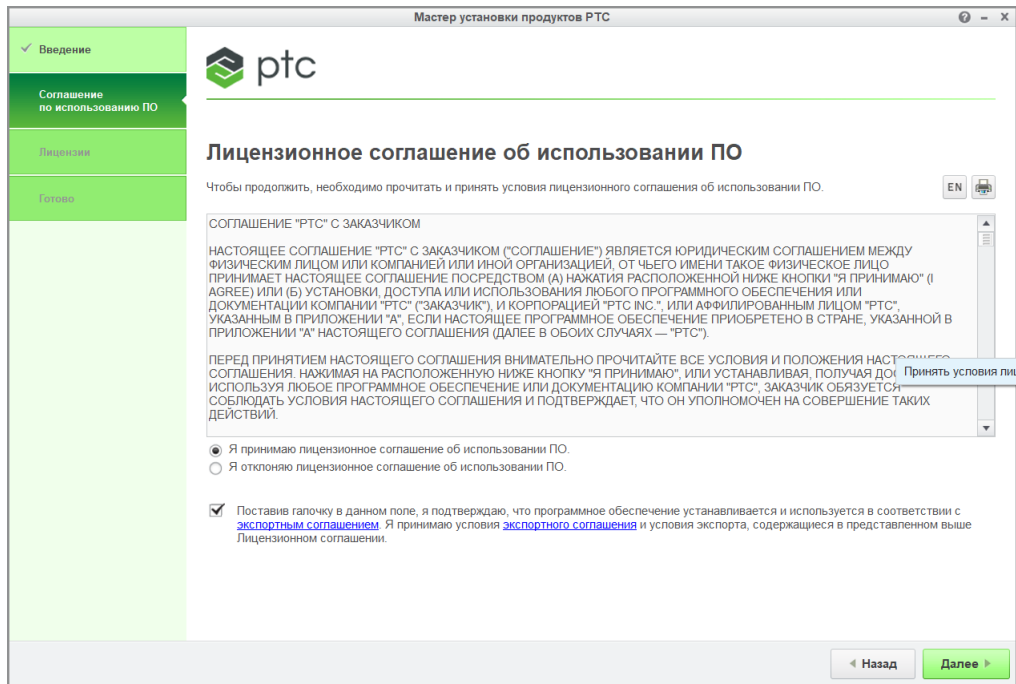 Мастер установки продуктов PTC
Введение
Соглашение
по использованию ПО
Лицензии
Готово
ptc
Лицензионное соглашение об использовании ПО
Чтобы продолжить, необходимо прочитать и принять условия лицензионного соглашения об использовании ПО.
EN
СОГЛАШЕНИЕ "PTC" С ЗАКАЗЧИКОМ
НАСТОЯЩЕЕ СОГЛАШЕНИЕ "PTC" С ЗАКАЗЧИКОМ ("СОГЛАШЕНИЕ") ЯВЛЯЕТСЯ ЮРИДИЧЕСКИМ СОГЛАШЕНИЕМ МЕЖДУ
ФИЗИЧЕСКИМ ЛИЦОМ ИЛИ КОМПАНИЕЙ ИЛИ ИНОЙ ОРГАНИЗАЦИЕЙ, ОТ ЧЬЕГО ИМЕНИ ТАКОЕ ФИЗИЧЕСКОЕ ЛИЦО
ПРИНИМАЕТ НАСТОЯЩЕЕ СОГЛАШЕНИЕ ПОСРЕДСТВОМ (А) НАЖАТИЯ РАСПОЛОЖЕННОЙ НИЖЕ КНОПКИ "Я ПРИНИМАЮ" (I
AGREE) ИЛИ (Б) УСТАНОВКИ, ДОСТУПА ИЛИ ИСПОЛЬЗОВАНИЯ ЛЮБОГО ПРОГРАММНОГО ОБЕСПЕЧЕНИЯ ИЛИ
ДОКУМЕНТАЦИИ КОМПАНИИ "PTC" ("ЗАКАЗЧИК"), И КОРПОРАЦИЕЙ "PTC INC.", ИЛИ АФФИЛИРОВАННЫМ ЛИЦОМ "PTC",
УКАЗАННЫМ В ПРИЛОЖЕНИИ "А", ЕСЛИ НАСТОЯЩЕЕ ПРОГРАММНОЕ ОБЕСПЕЧЕНИЕ ПРИОБРЕТЕНО В СТРАНЕ, УКАЗАННОЙ В
ПРИЛОЖЕНИИ "А" НАСТОЯЩЕГО СОГЛАШЕНИЯ (ДАЛЕЕ В ОБОИХ СЛУЧАЯХ — "PTC").
ПЕРЕД ПРИНЯТИЕМ НАСТОЯЩЕГО СОГЛАШЕНИЯ ВНИМАТЕЛЬНО ПРОЧИТАЙТЕ ВСЕ УСЛОВИЯ И ПОЛОЖЕНИЯ НАСТОЯЩЕГО
СОГЛАШЕНИЯ. НАЖИМАЯ НА РАСПОЛОЖЕННУЮ НИЖЕ КНОПКУ "Я ПРИНИМАЮ", ИЛИ УСТАНАВЛИВАЯ, ПОЛУЧАЯ
Принять условия
ИСПОЛЬЗУЯ ЛЮБОЕ ПРОГРАММНОЕ ОБЕСПЕЧЕНИЕ ИЛИ ДОКУМЕНТАЦИЮ КОМПАНИИ "PTC", ЗАКАЗЧИК ОБЯЗУЕТСЯ
СОБЛЮДАТЬ УСЛОВИЯ НАСТОЯЩЕГО СОГЛАШЕНИЯ И ПОДТВЕРЖДАЕТ, ЧТО ОН УПОЛНОМОЧЕН НА СОВЕРШЕНИЕ ТАКИХ
ДЕЙСТВИЙ.
Я принимаю лицензионное соглашение об использовании ПО.
Я отклоняю лицензионное соглашение об использовании ПО.
Поставив галочку в данном поле, я подтверждаю, что программное обеспечение устанавливается и используется в соответствии с
экспортным соглашением. Я принимаю условия экспортного соглашения и условия экспорта, содержащиеся в представленном выше
Лицензионном соглашении.
Назад
Далее